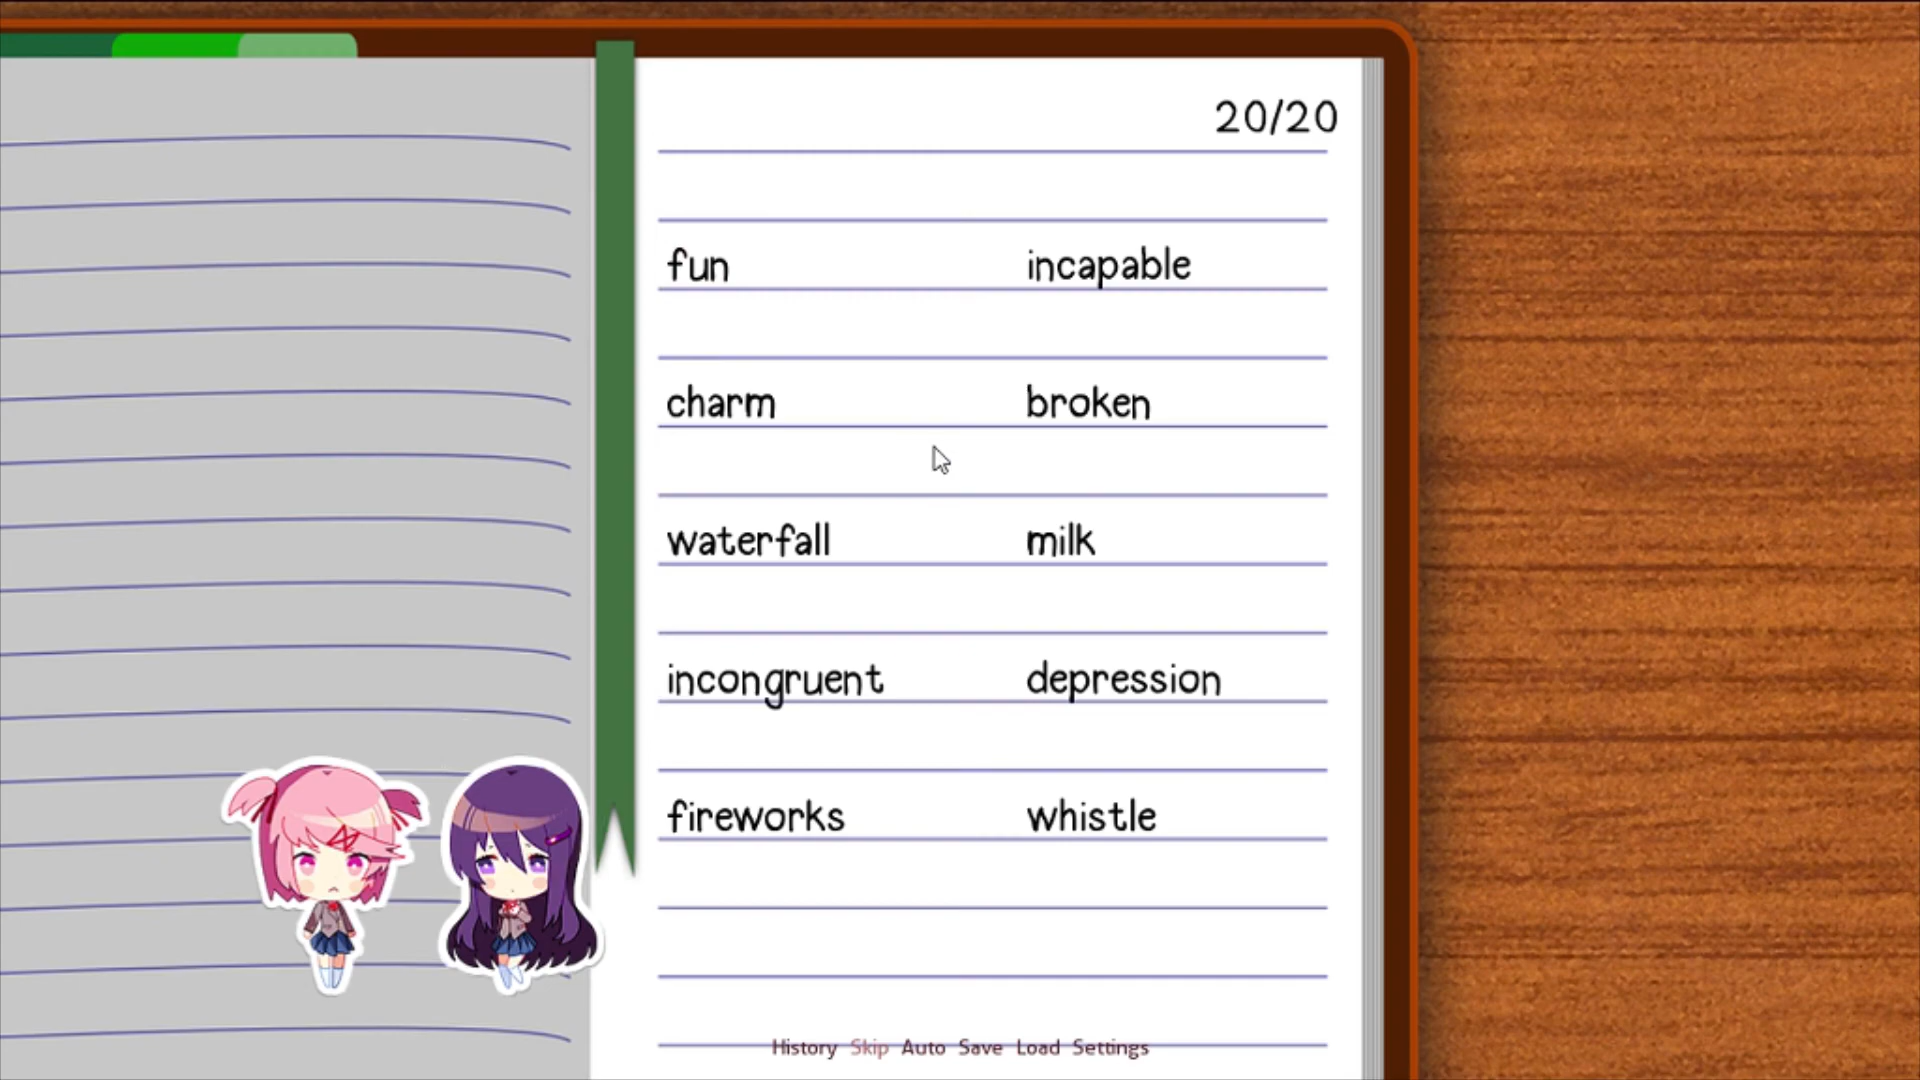 20/20
fun incapable
charm broken
waterfall milk
incongruent depression
fireworks whistle
History Skip Auto Save Load Settings